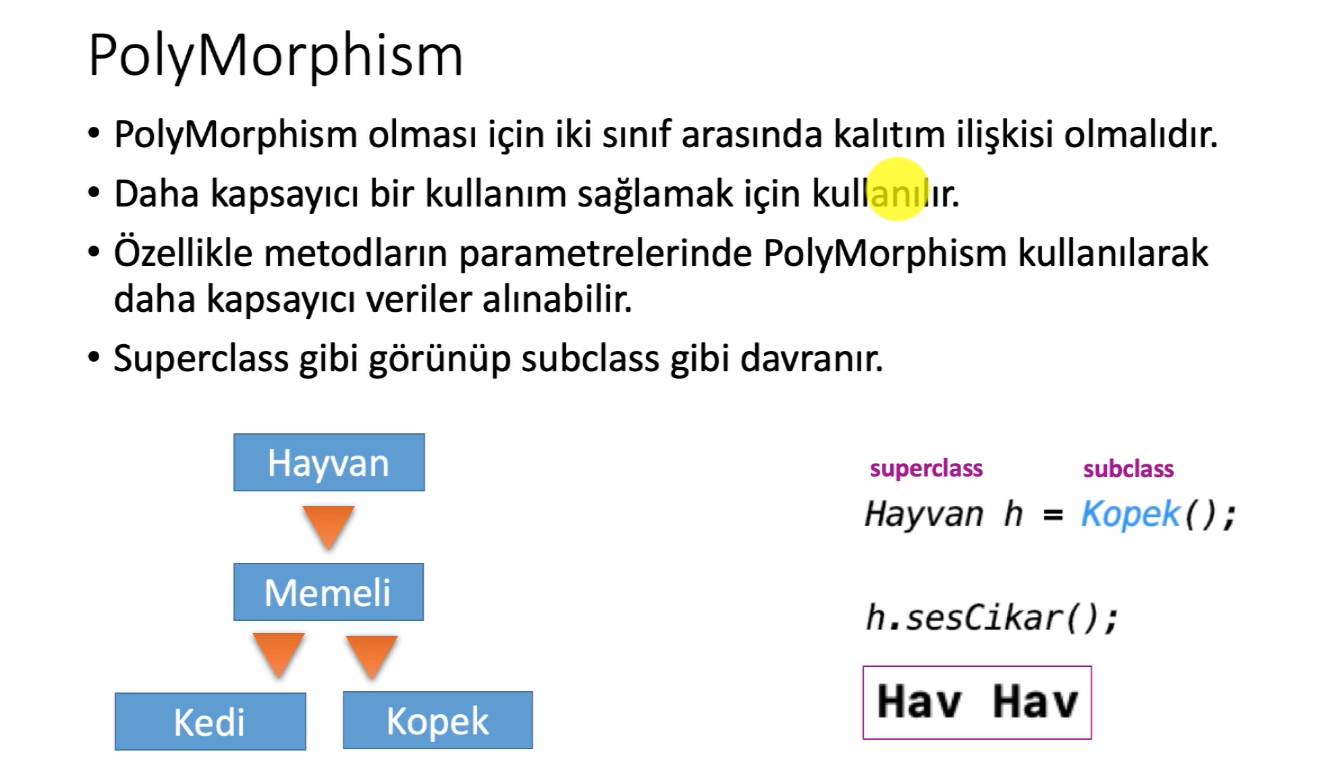 PolyMorphism
• PolyMorphism olması için iki sınıf arasında kalıtım ilişkisi olmalıdır.
• Daha kapsayıcı bir kullanım sağlamak için kullanılır.
• Özellikle metodların parametrelerinde PolyMorphism kullanılarak
daha kapsayıcı veriler alınabilir.
• Superclass gibi görünüp subclass gibi davranır.
Hayvan
Memeli
Kedi
Kopek
superclass subclass
Hayvan h = Kopek();
h.sesCikar();
Hav Hav